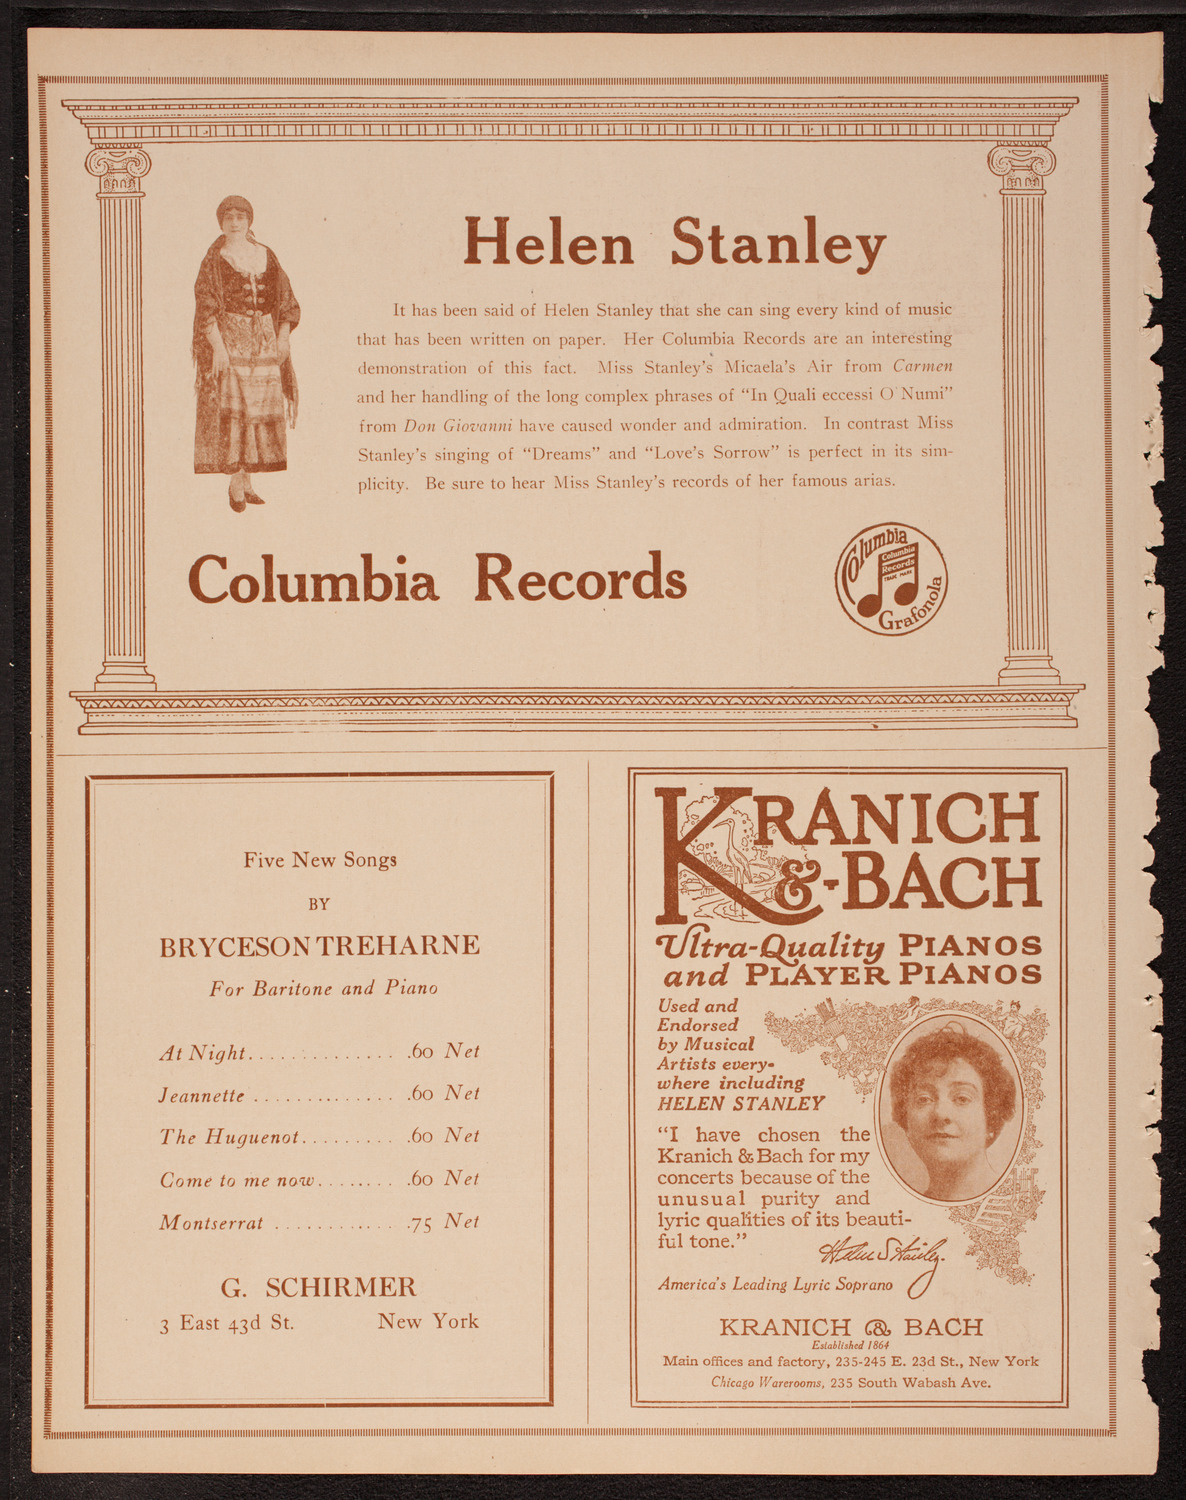 Helen Stanley
It has been said of Helen Stanley that she can sing every kind of music
that has been written on paper. Her Columbia Records are an interesting
demonstration of this fact. Miss Stanley's Micaela's Air from Carmen
and her handling of the long complex phrases of "In Quali eccessi O Numi"
from Don Giovanni have caused wonder and admiration. In contrast Miss
Stanley's singing of "Dreams" and "Love's Sorrow" is perfect in its sim-
plicity. Be sure to hear Miss Stanley's records of her famous arias.
Columbia Records
Columbia
Columbia
Records
TRADE MARK
Grafonola
Five New Songs
BY
BRYCESON TREHARNE
For Baritone and Piano
At Night. . . . . . . . . . . . . . .60 Net
Jeannette . . . . . . . . . . . . . . .60 Net
The Huguenot. . . . . . . . . . .60 Net
Come to me now. . . . . . . . .60 Net
Montserrat . . . . . . . . . . . . .75 Net
G. SCHIRMER
3 East 43d St. New York
KRANICH
&-BACH
Ultra-Quality PIANOS
and PLAYER PIANOS
Used and
Endorsed
by Musical
Artists every-
where including
HELEN STANLEY
"I have chosen the
Kranich & Bach for my
concerts because of the
unusual purity and
lyric qualities of its beauti-
ful tone."
Helen Stanley.
America's Leading Lyric Soprano
KRANICH & BACH
Established 1864
Main offices and factory, 235-245 E. 23d St., New York
Chicago Warerooms, 235 South Wabash Ave.